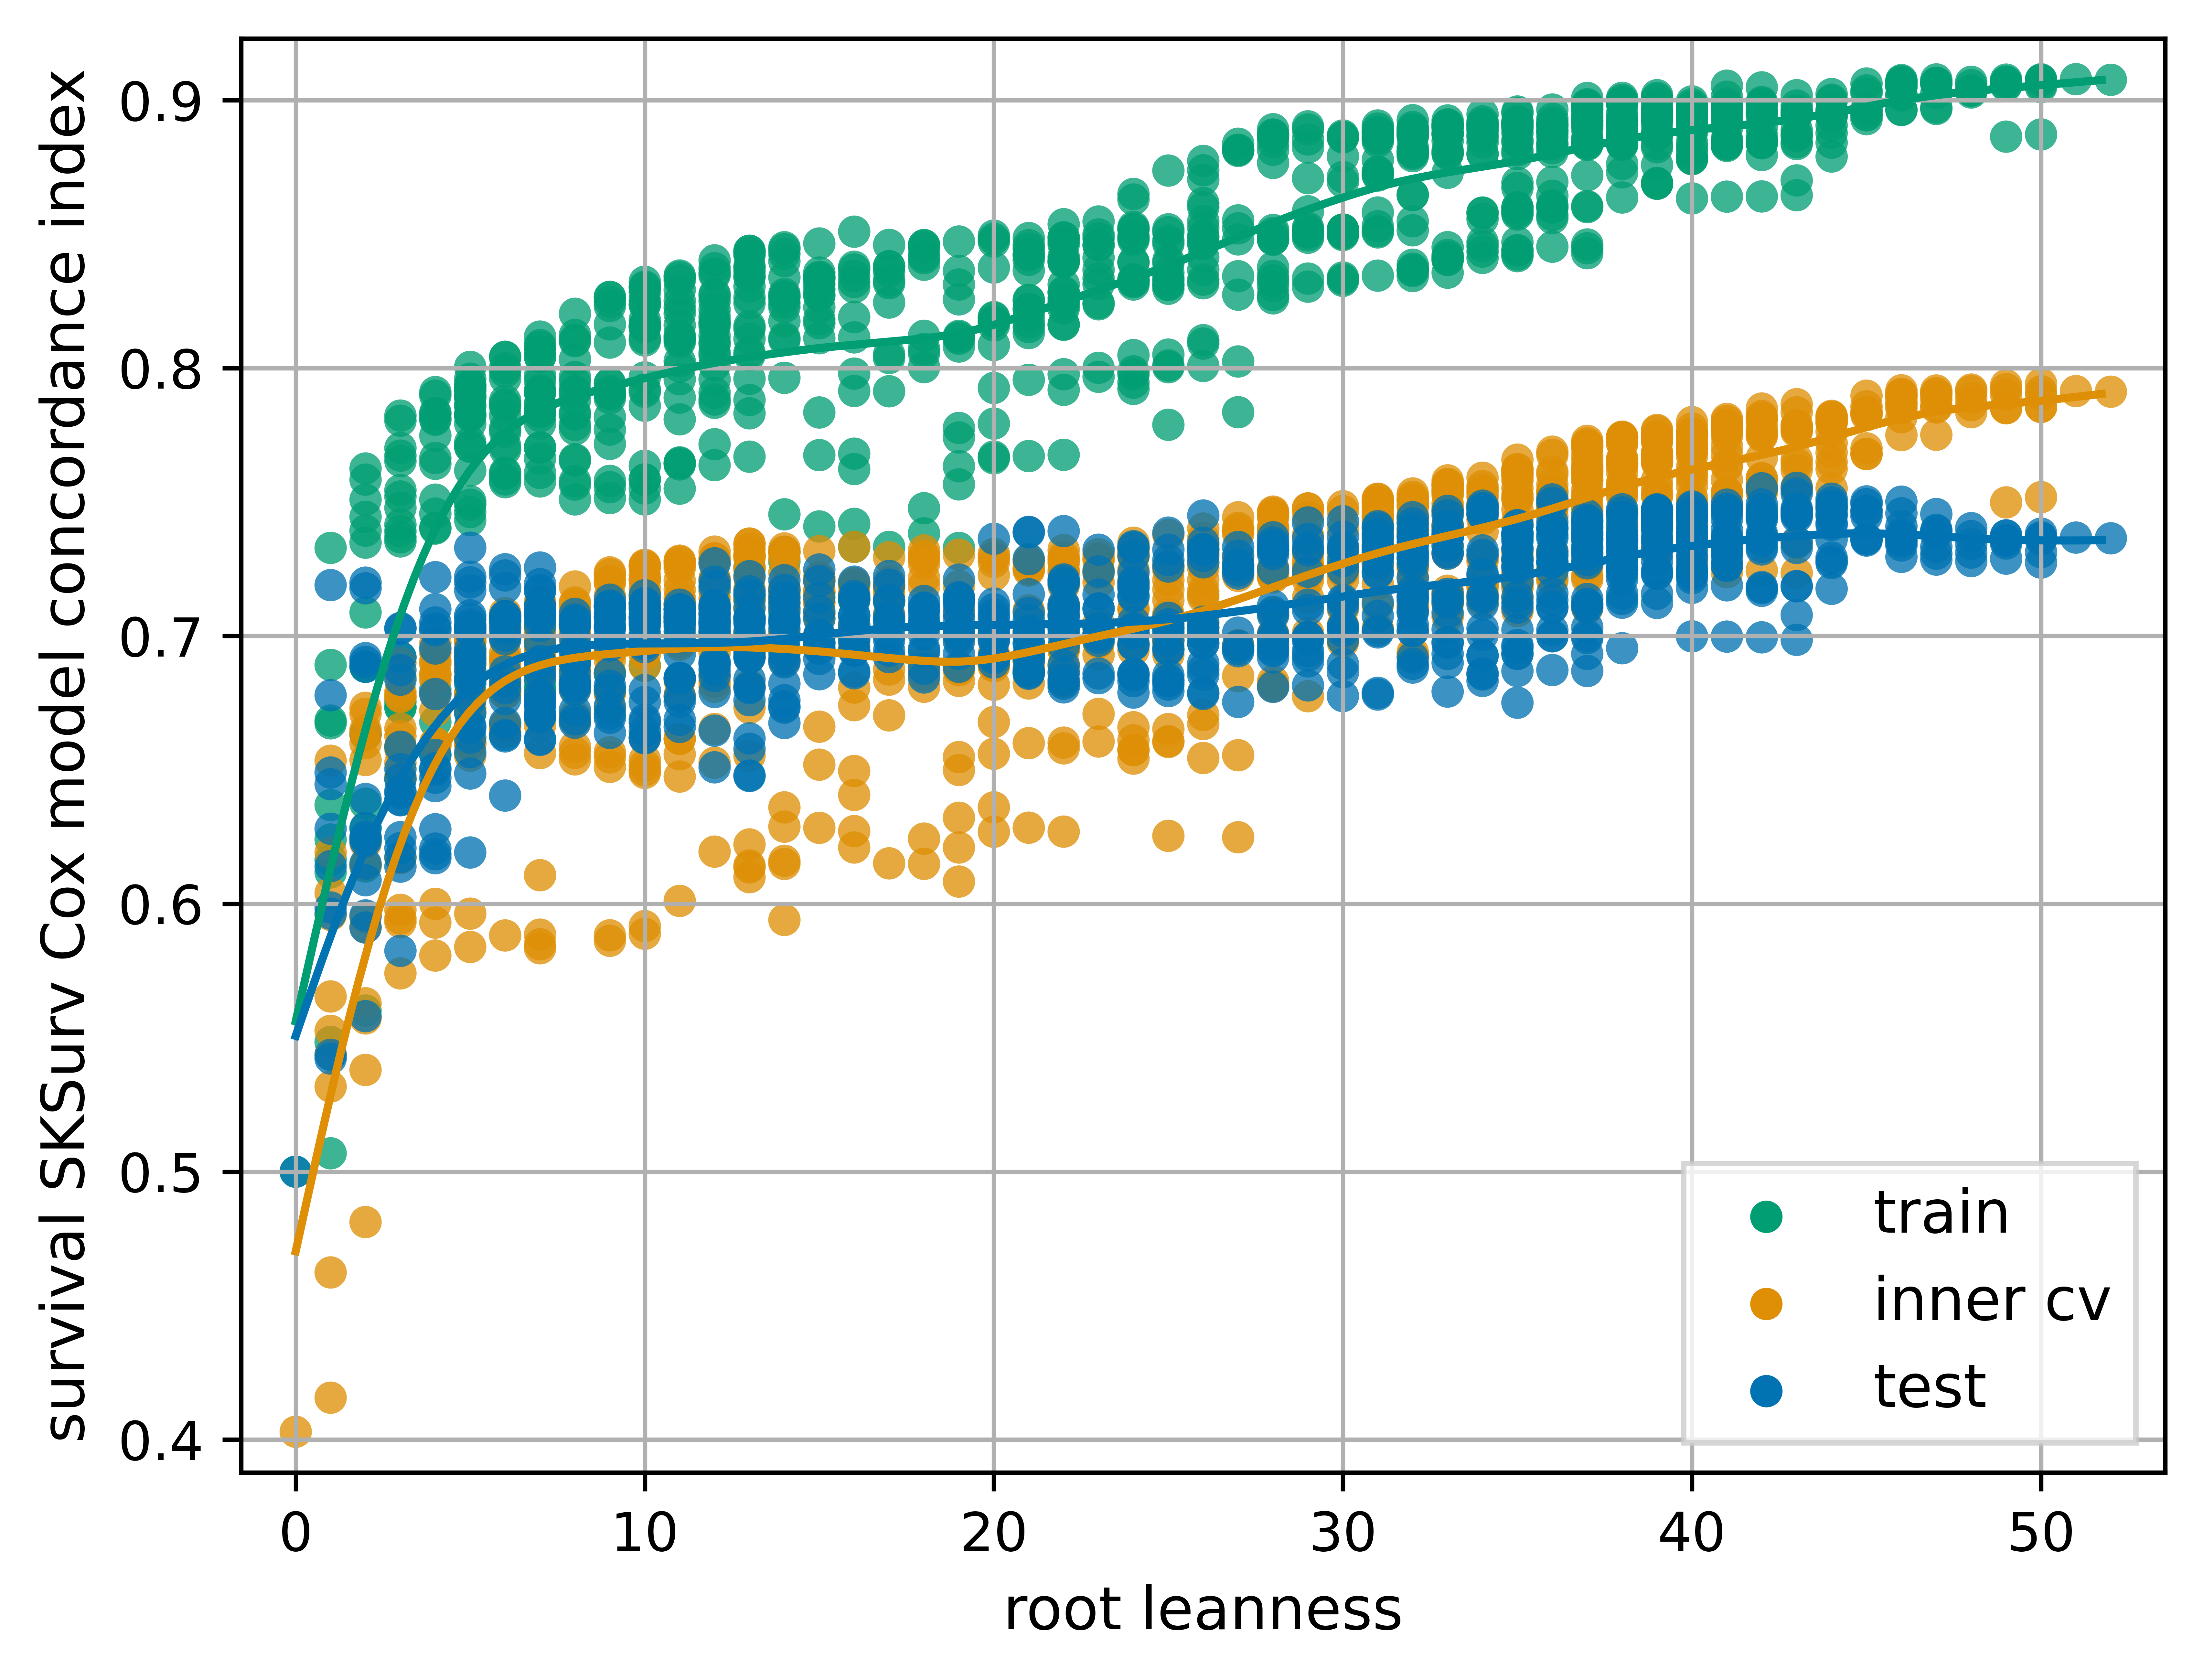 survival SKSurv Cox model concordance index
0.9
0.8
0.7
0.6
0.5
0.4
train
inner cv
test
0 10 20 30 40 50
root leanness